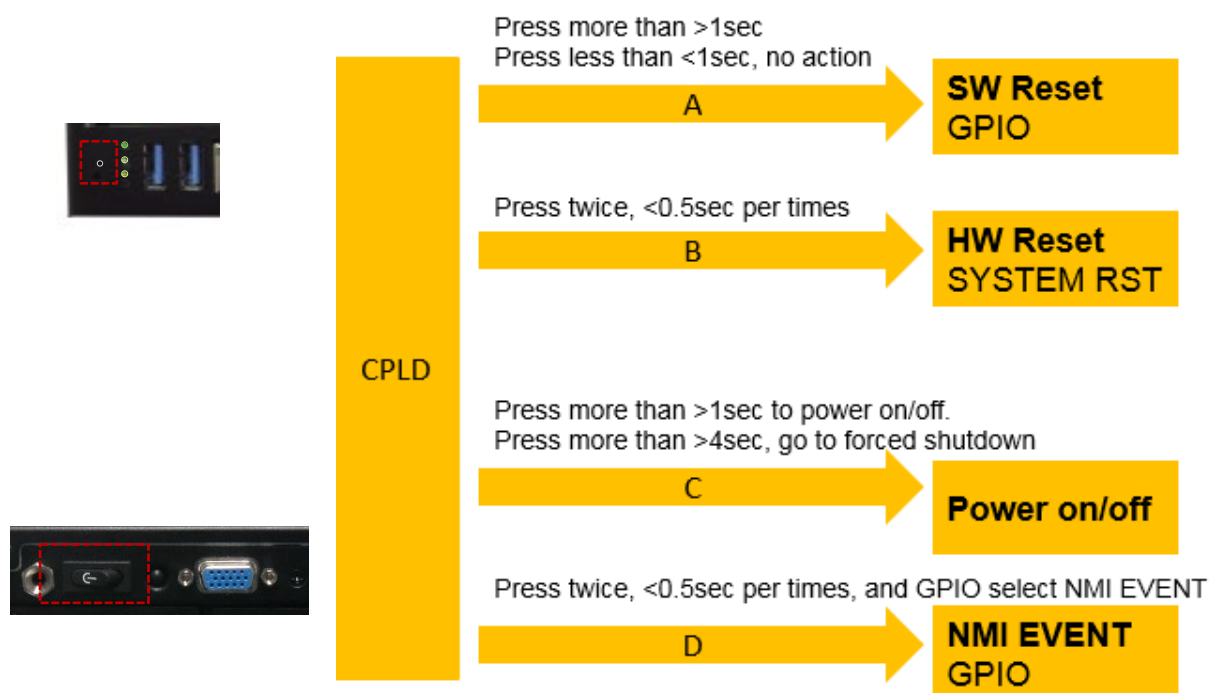 Press more than >1sec
Press less than <1sec, no action
A
SW Reset
GPIO
Press twice, <0.5sec per times
B
HW Reset
SYSTEM RST
CPLD
Press more than >1sec to power on/off.
Press more than >4sec, go to forced shutdown
C
Power on/off
Press twice, <0.5sec per times, and GPIO select NMI EVENT
D
NMI EVENT
GPIO